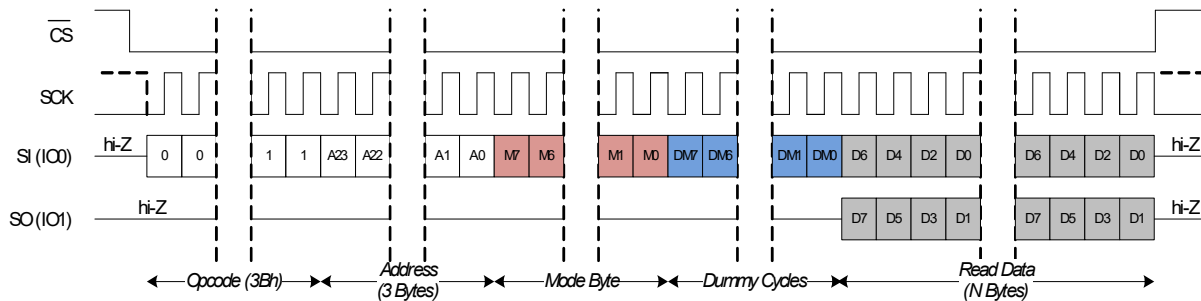 CS
SCK
hi-Z
SI (IO0) 0 0 1 1 A23 A22 A1 A0 M7 M6 M1 M0 DM7 DM6 DM1 DM0 D6 D4 D2 D0 D6 D4 D2 D0 hi-Z
hi-Z
SO (IO1) D7 D5 D3 D1 D7 D5 D3 D1 hi-Z
Opcode (3Bh) Address Mode Byte Dummy Cycles Read Data
(3 Bytes) (N Bytes)